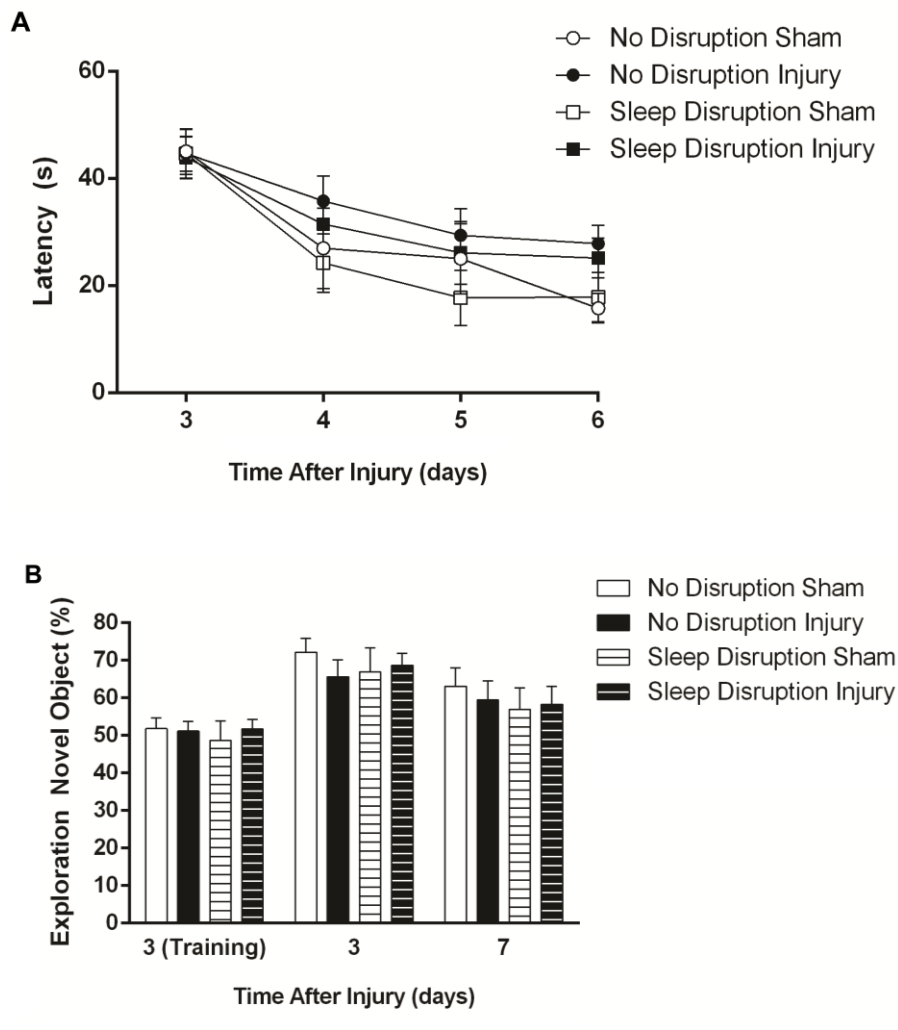 A
No Disruption Sham
No Disruption Injury
Sleep Disruption Sham
Sleep Disruption Injury
Latency (s)
60
40
20
0
3 4 5 6
Time After Injury (days)
B
No Disruption Sham
No Disruption Injury
Sleep Disruption Sham
Sleep Disruption Injury
Exploration Novel Object (%)
80
70
60
50
40
30
20
10
0
3 (Training) 3 7
Time After Injury (days)